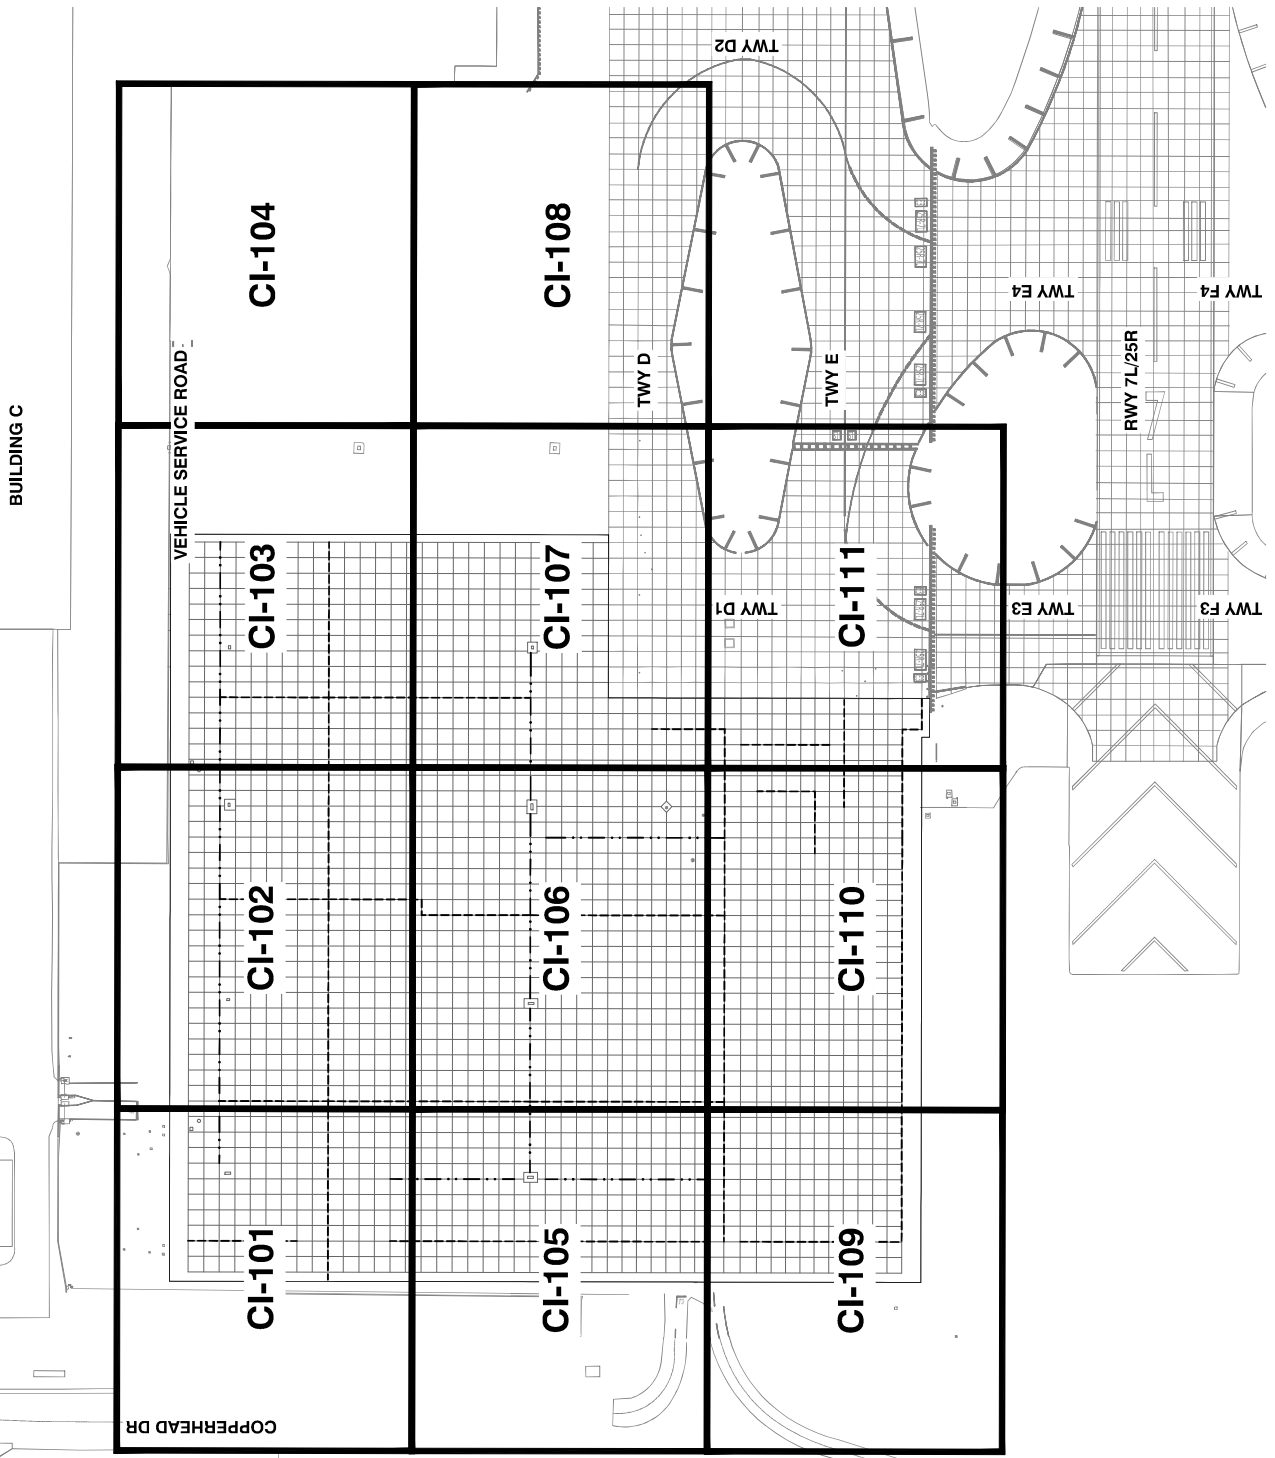 TWY D2
CI-104
CI-108
TWY E4
TWY F4
VEHICLE SERVICE ROAD
TWY D
TWY E
RWY 7L/25R
BUILDING C
CI-103
CI-107
CI-111
TWY D1
TWY E3
TWY F3
CI-102
CI-106
CI-110
CI-101
CI-105
CI-109
COPPERHEAD DR